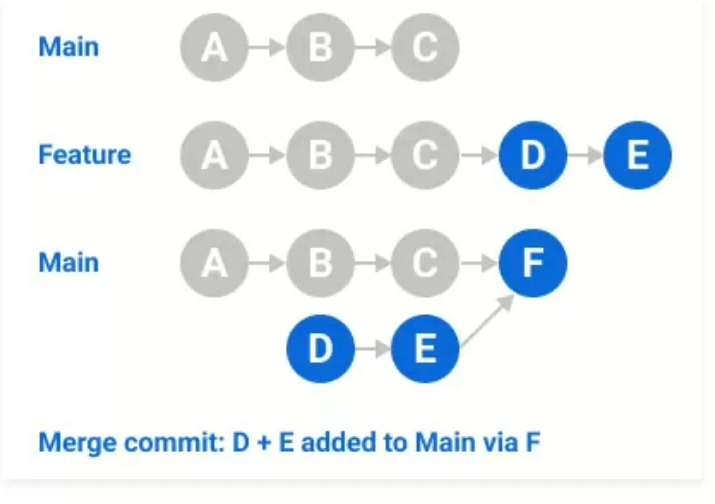 Main A B C
Feature A B C D E
Main A B C F
D E
Merge commit: D + E added to Main via F